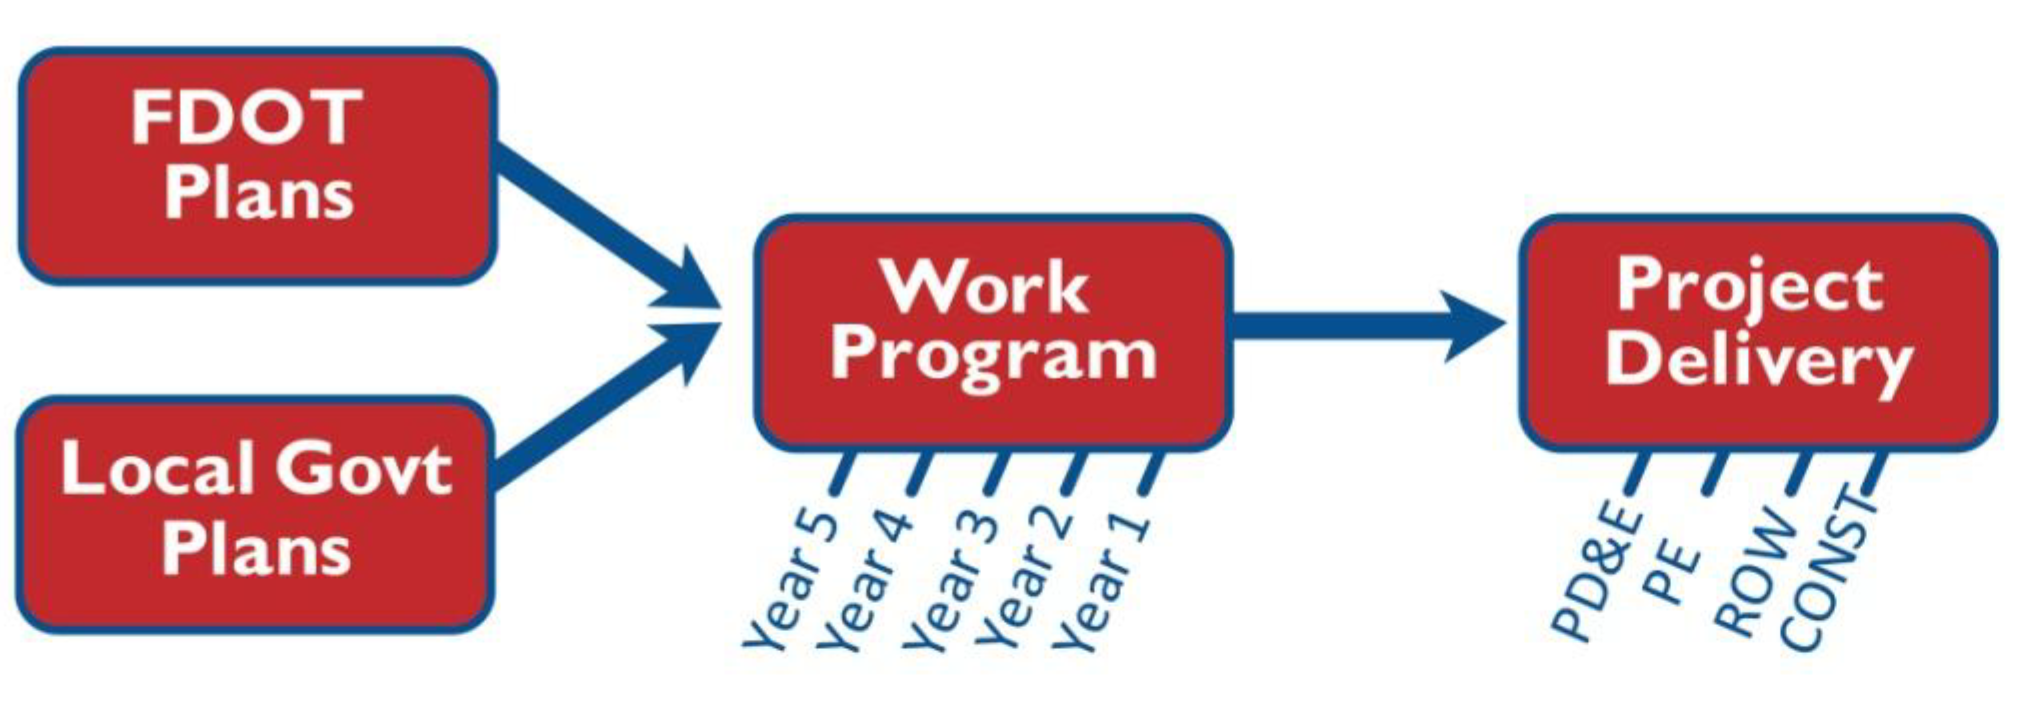 FDOT
Plans
Local Govt
Plans
Work
Program
Year 5
Year 4
Year 3
Year 2
Year 1
Project
Delivery
PD&E
PE
ROW
CONST